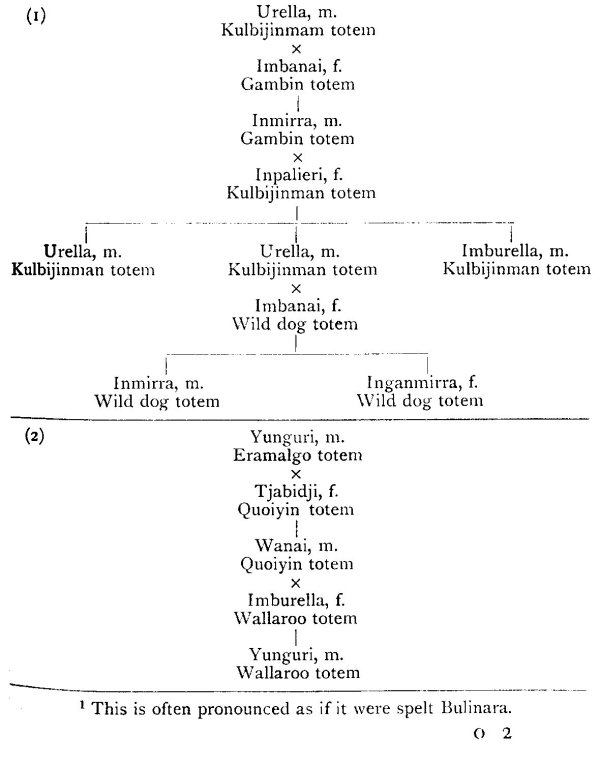 (1)
Urella, m.
Kulbijinmam totem
×
Imbanai, f.
Gambin totem
Inmirra, m.
Gambin totem
×
Inpalieri, f.
Kulbijinman totem
Urella, m. Urella, m. Imburella, m.
Kulbijinman totem Kulbijinman totem Kulbijinman totem
×
Imbanai, f.
Wild dog totem
Inmirra, m. Inganmirra, f.
Wild dog totem Wild dog totem
(2)
Yunguri, m.
Eramalgo totem
×
Tjabidji, f.
Quoiyin totem
Wanai, m.
Quoiyin totem
×
Imburella, f.
Wallaroo totem
Yunguri, m.
Wallaroo totem
1 This is often pronounced as if it were spelt Bulinara.
O 2